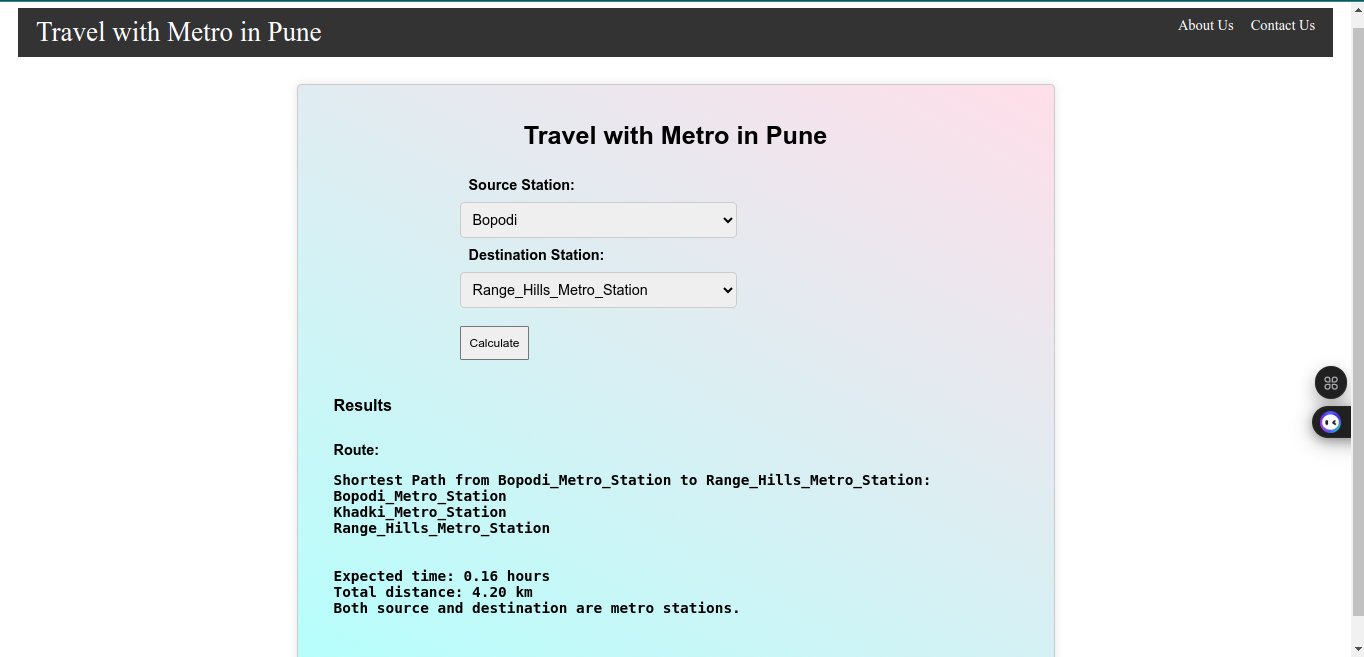 Travel with Metro in Pune
About Us Contact Us
Travel with Metro in Pune
Source Station:
Bopodi
Destination Station:
Range_Hills_Metro_Station
Calculate
Results
Route:
Shortest Path from Bopodi_Metro_Station to Range_Hills_Metro_Station:
Bopodi_Metro_Station
Khadki_Metro_Station
Range_Hills_Metro_Station
Expected time: 0.16 hours
Total distance: 4.20 km
Both source and destination are metro stations.